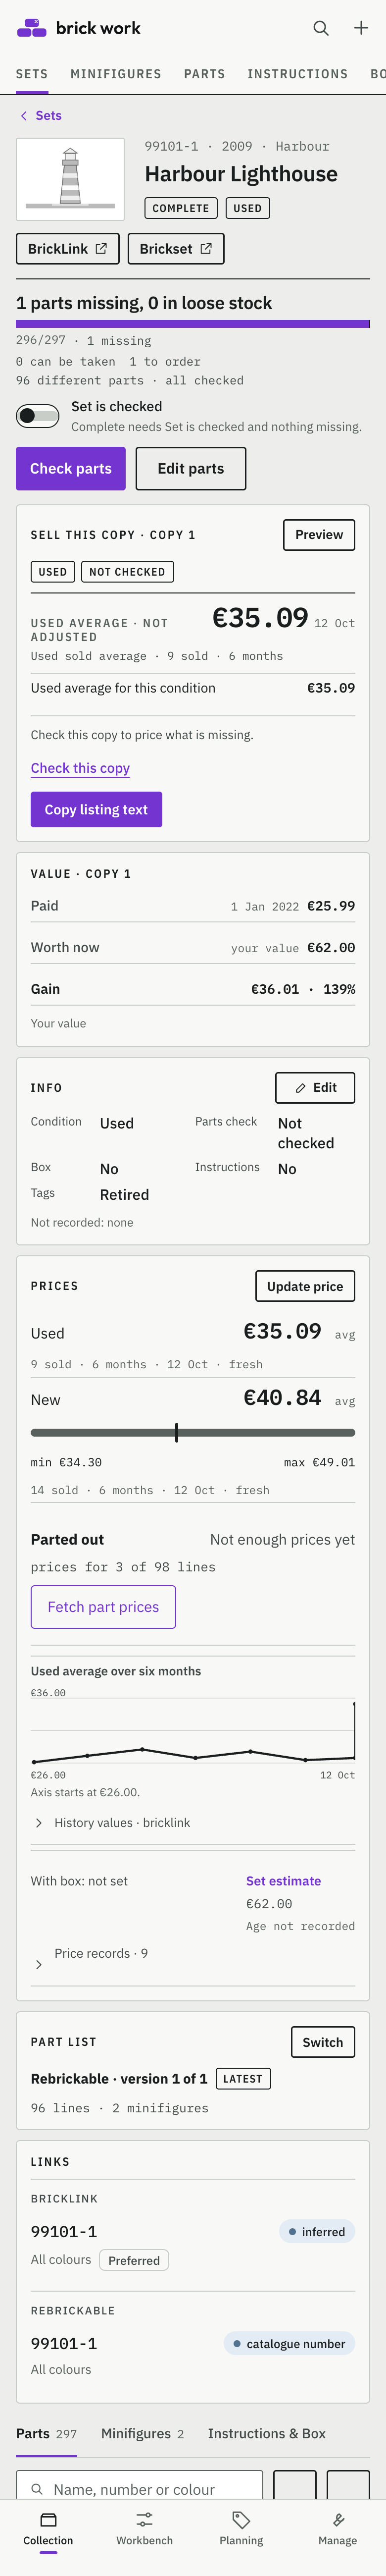 brick work
SETS MINIFIGURES PARTS INSTRUCTIONS BO
Sets
99101-1 · 2009 · Harbour
Harbour Lighthouse
COMPLETE USED
BrickLink Brickset
1 parts missing, 0 in loose stock
296/297 · 1 missing
0 can be taken 1 to order
96 different parts · all checked
Set is checked
Complete needs Set is checked and nothing missing.
Check parts Edit parts
SELL THIS COPY · COPY 1 Preview
USED NOT CHECKED
USED AVERAGE · NOT ADJUSTED €35.09 12 Oct
Used sold average · 9 sold · 6 months
Used average for this condition €35.09
Check this copy to price what is missing.
Check this copy
Copy listing text
VALUE · COPY 1
Paid 1 Jan 2022 €25.99
Worth now your value €62.00
Gain €36.01 · 139%
Your value
INFO Edit
Condition Used Parts check Not checked
Box No Instructions No
Tags Retired
Not recorded: none
PRICES Update price
Used €35.09 avg
9 sold · 6 months · 12 Oct · fresh
New €40.84 avg
min €34.30 max €49.01
14 sold · 6 months · 12 Oct · fresh
Parted out Not enough prices yet
prices for 3 of 98 lines
Fetch part prices
Used average over six months
€36.00
€26.00 12 Oct
Axis starts at €26.00.
History values · bricklink
With box: not set Set estimate
€62.00
Age not recorded
Price records · 9
PART LIST Switch
Rebrickable · version 1 of 1 LATEST
96 lines · 2 minifigures
LINKS
BRICKLINK
99101-1 inferred
All colours Preferred
REBRICKABLE
99101-1 catalogue number
All colours
Parts 297 Minifigures 2 Instructions & Box
Name, number or colour
Collection Workbench Planning Manage